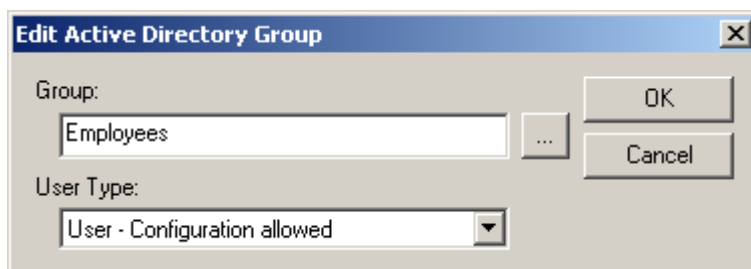 Edit Active Directory Group
Group:
Employees
...
OK
Cancel
User Type:
User - Configuration allowed